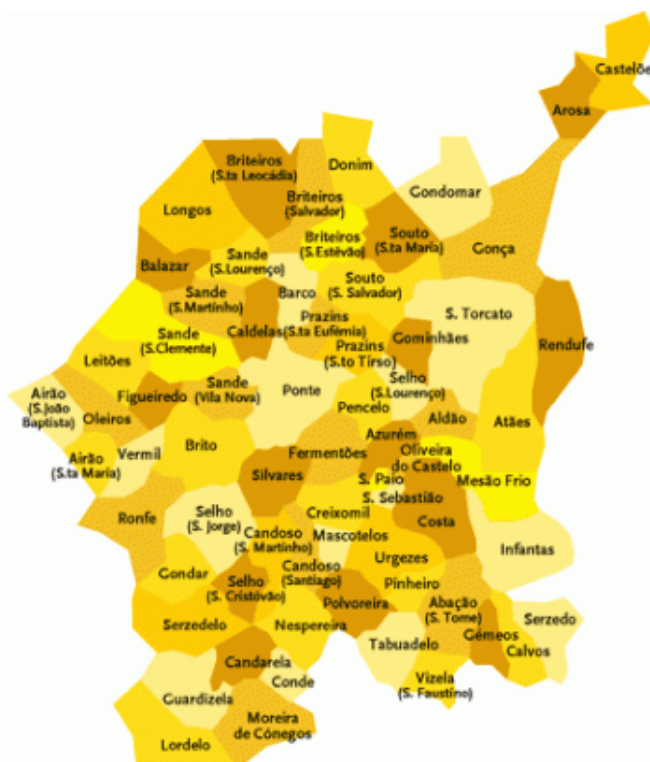 Castelõe
Arosa
Briteiros
(S.ta Leocádia)
Donim
Gondomar
Briteiros
(Salvador)
Longos
Souto
(S.ta Maria)
Briteiros
(S.Estêvão)
Gonça
Sande
(S.Lourenço)
Balazar
Souto
(S. Salvador)
Barco
Sande
(S.Martinho)
S. Torcato
Prazins
(S.ta Eufémia)
Caldelas
Sande
(S.Clemente)
Gominhães
Rendufe
Prazins
(S.to Tirso)
Leitões
Selho
(S.Lourenço)
Sande
(Vila Nova)
Ponte
Figueiredo
Airão
(S.João
Baptista)
Pencelo
Oleiros
Aldão
Atães
Azurém
Brito
Fermentões
Oliveira
do Castelo
Vermil
Airão
(S.ta Maria)
Silvares
S. Paio
Mesão Frio
S. Sebastião
Selho
(S. Jorge)
Creixomil
Ronfe
Costa
Candoso
(S. Martinho)
Mascotelos
Infantas
Urgezes
Candoso
(Santiago)
Gondar
Selho
(S. Cristóvão)
Pinheiro
Polvoreira
Abação
(S. Tome)
Serzedo
Serzedelo
Nespereira
Gémeos
Tabuadelo
Calvos
Candarela
Conde
Vizela
(S. Faustino)
Guardizela
Moreira
de Cónegos
Lordelo